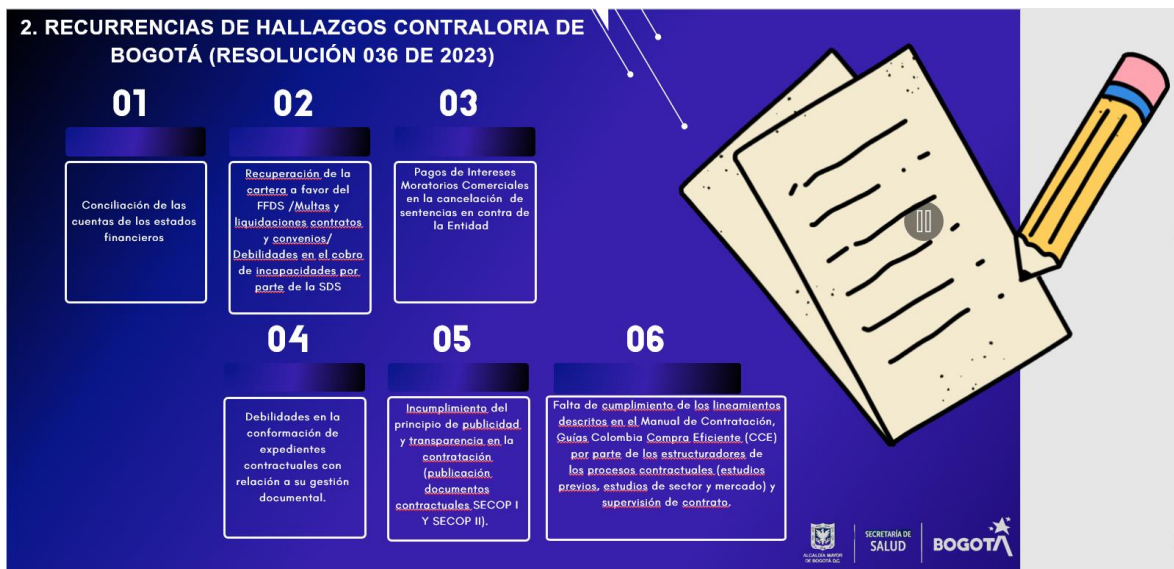 2. RECURRENCIAS DE HALLAZGOS CONTRALORIA DE
BOGOTÁ (RESOLUCIÓN 036 DE 2023)
01
Conciliación de las
cuentas de los estados
financieros
02
Recuperación de la
cartera a favor del
FFDS /Multas y
liquidaciones contratos
y convenios/
Debilidades en el cobro
de incapacidades por
parte de la SDS
03
Pagos de Intereses
Moratorios Comerciales
en la cancelación de
sentencias en contra de
la Entidad
04
Debilidades en la
conformación de
expedientes
contractuales con
relación a su gestión
documental.
05
Incumplimiento del
principio de publicidad
y transparencia en la
contratación
(publicación
documentos
contractuales SECOP I
Y SECOP II).
06
Falta de cumplimiento de los lineamientos
descritos en el Manual de Contratación,
Guías Colombia Compra Eficiente (CCE)
por parte de los estructuradores de
los procesos contractuales (estudios
previos, estudios de sector y mercado) y
supervisión de contrato.
ALCALDÍA MAYOR
DE BOGOTÁ D.C.
SECRETARÍA DE
SALUD
BOGOTÁ